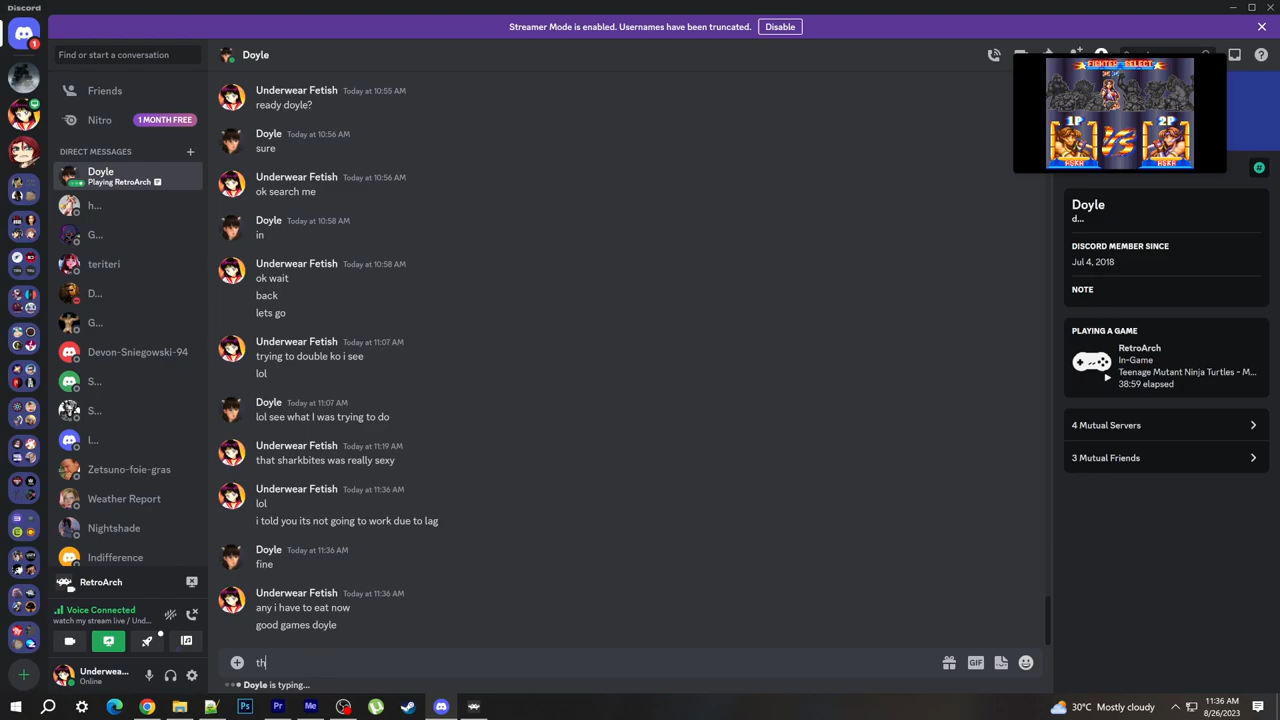 Discord
Streamer Mode is enabled. Usernames have been truncated. Disable
Find or start a conversation
Doyle
1
Friends
Nitro
1 MONTH FREE
DIRECT MESSAGES
Doyle
Playing RetroArch
h...
G...
teriteri
D...
G...
Devon-Sniegowski-94
S...
S...
I...
Zetsuno-foie-gras
Weather Report
Nightshade
Indifference
RetroArch
Voice Connected
watch my stream live / Und...
Underwea...
Online
Underwear Fetish Today at 10:55 AM
ready doyle?
Doyle Today at 10:56 AM
sure
Underwear Fetish Today at 10:56 AM
ok search me
Doyle Today at 10:58 AM
in
Underwear Fetish Today at 10:58 AM
ok wait
back
lets go
Underwear Fetish Today at 11:07 AM
trying to double ko i see
lol
Doyle Today at 11:07 AM
lol see what I was trying to do
Underwear Fetish Today at 11:19 AM
that sharkbites was really sexy
Underwear Fetish Today at 11:36 AM
lol
i told you its not going to work due to lag
Doyle Today at 11:36 AM
fine
Underwear Fetish Today at 11:36 AM
any i have to eat now
good games doyle
th
GIF
Doyle is typing...
FIGHTER SELECT
1P
2P
VS
ASKA
ASKA
Doyle
d...
DISCORD MEMBER SINCE
Jul 4, 2018
NOTE
PLAYING A GAME
RetroArch
In-Game
Teenage Mutant Ninja Turtles - M...
38:59 elapsed
4 Mutual Servers
3 Mutual Friends
Ps
Pr
Me
30°C Mostly cloudy
11:36 AM
8/26/2023